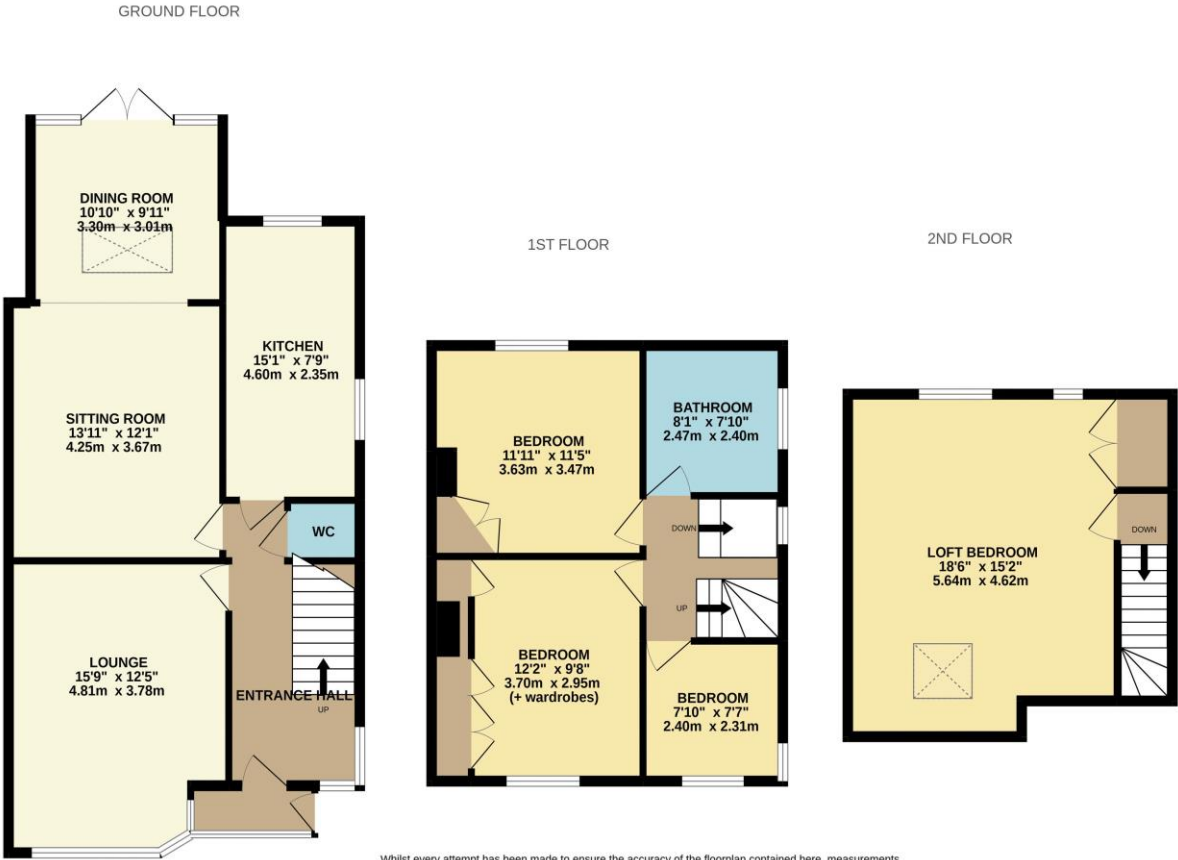 GROUND FLOOR
DINING ROOM
10'10" x 9'11"
3.30m x 3.01m
KITCHEN
15'1" x 7'9"
4.60m x 2.35m
SITTING ROOM
13'11" x 12'1"
4.25m x 3.67m
WC
LOUNGE
15'9" x 12'5"
4.81m x 3.78m
ENTRANCE HALL
UP
1ST FLOOR
BEDROOM
11'11" x 11'5"
3.63m x 3.47m
BATHROOM
8'1" x 7'10"
2.47m x 2.40m
DOWN
UP
BEDROOM
12'2" x 9'8"
3.70m x 2.95m
(+ wardrobes)
BEDROOM
7'10" x 7'7"
2.40m x 2.31m
2ND FLOOR
LOFT BEDROOM
18'6" x 15'2"
5.64m x 4.62m
DOWN
Whilst every attempt has been made to ensure the accuracy of the floorplan contained here, measurements